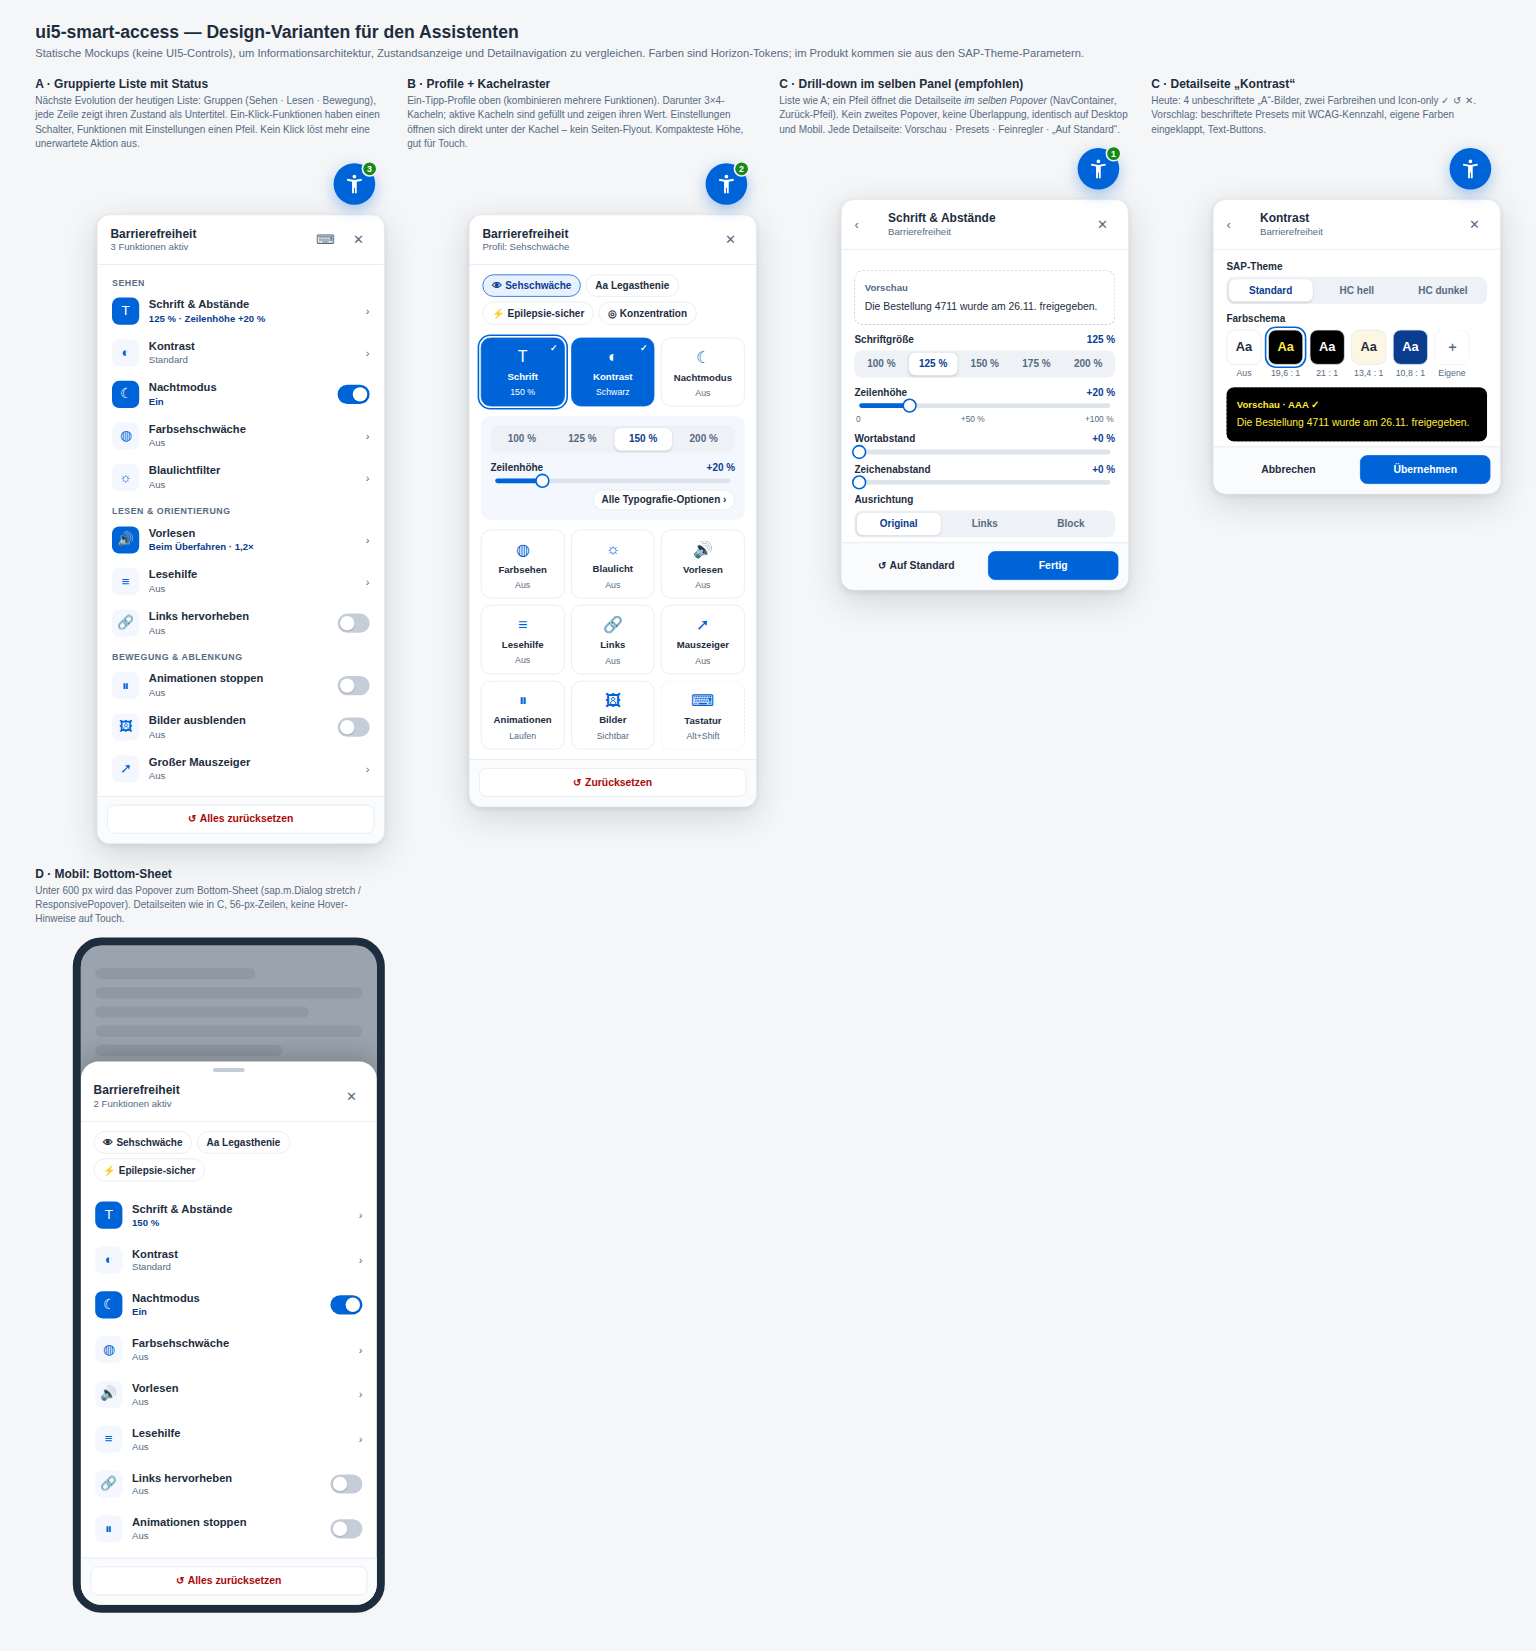 ui5-smart-access — Design-Varianten für den Assistenten
Statische Mockups (keine UI5-Controls), um Informationsarchitektur, Zustandsanzeige und Detailnavigation zu vergleichen. Farben sind Horizon-Tokens; im Produkt kommen sie aus den SAP-Theme-Parametern.
A · Gruppierte Liste mit Status
Nächste Evolution der heutigen Liste: Gruppen (Sehen · Lesen · Bewegung),
jede Zeile zeigt ihren Zustand als Untertitel. Ein-Klick-Funktionen haben einen
Schalter, Funktionen mit Einstellungen einen Pfeil. Kein Klick löst mehr eine
unerwartete Aktion aus.
3
Barrierefreiheit
3 Funktionen aktiv
⌨ ✕
SEHEN
T
Schrift & Abstände
125 % · Zeilenhöhe +20 %
›
Kontrast
Standard
›
Nachtmodus
Ein
Farbsehschwäche
Aus
›
Blaulichtfilter
Aus
›
LESEN & ORIENTIERUNG
Vorlesen
Beim Überfahren · 1,2×
›
Lesehilfe
Aus
›
Links hervorheben
Aus
BEWEGUNG & ABLENKUNG
Animationen stoppen
Aus
Bilder ausblenden
Aus
Großer Mauszeiger
Aus
›
↺ Alles zurücksetzen
B · Profile + Kachelraster
Ein-Tipp-Profile oben (kombinieren mehrere Funktionen). Darunter 3×4-
Kacheln; aktive Kacheln sind gefüllt und zeigen ihren Wert. Einstellungen
öffnen sich direkt unter der Kachel – kein Seiten-Flyout. Kompakteste Höhe,
gut für Touch.
2
Barrierefreiheit
Profil: Sehschwäche
✕
👁 Sehschwäche Aa Legasthenie
⚡ Epilepsie-sicher ◎ Konzentration
T ✓ ✓
Schrift Kontrast Nachtmodus
150 % Schwarz Aus
100 % 125 % 150 % 200 %
Zeilenhöhe +20 %
Alle Typografie-Optionen ›
Farbsehen Blaulicht Vorlesen
Aus Aus Aus
Lesehilfe Links Mauszeiger
Aus Aus Aus
Animationen Bilder Tastatur
Laufen Sichtbar Alt+Shift
↺ Zurücksetzen
C · Drill-down im selben Panel (empfohlen)
Liste wie A; ein Pfeil öffnet die Detailseite im selben Popover (NavContainer,
Zurück-Pfeil). Kein zweites Popover, keine Überlappung, identisch auf Desktop
und Mobil. Jede Detailseite: Vorschau · Presets · Feinregler · „Auf Standard“.
1
‹ Schrift & Abstände ✕
Barrierefreiheit
Vorschau
Die Bestellung 4711 wurde am 26.11. freigegeben.
Schriftgröße 125 %
100 % 125 % 150 % 175 % 200 %
Zeilenhöhe +20 %
0 +50 % +100 %
Wortabstand +0 %
Zeichenabstand +0 %
Ausrichtung
Original Links Block
↺ Auf Standard Fertig
C · Detailseite „Kontrast“
Heute: 4 unbeschriftete „A“-Bilder, zwei Farbreihen und Icon-only ✓ ↺ ✕.
Vorschlag: beschriftete Presets mit WCAG-Kennzahl, eigene Farben
eingeklappt, Text-Buttons.
‹ Kontrast ✕
Barrierefreiheit
SAP-Theme
Standard HC hell HC dunkel
Farbschema
Aa Aa Aa Aa Aa +
Aus 19,6 : 1 21 : 1 13,4 : 1 10,8 : 1 Eigene
Vorschau · AAA ✓
Die Bestellung 4711 wurde am 26.11. freigegeben.
Abbrechen Übernehmen
D · Mobil: Bottom-Sheet
Unter 600 px wird das Popover zum Bottom-Sheet (sap.m.Dialog stretch /
ResponsivePopover). Detailseiten wie in C, 56-px-Zeilen, keine Hover-
Hinweise auf Touch.
Barrierefreiheit
2 Funktionen aktiv
✕
👁 Sehschwäche Aa Legasthenie
⚡ Epilepsie-sicher
T
Schrift & Abstände
150 %
›
Kontrast
Standard
›
Nachtmodus
Ein
Farbsehschwäche
Aus
›
Vorlesen
Aus
›
Lesehilfe
Aus
›
Links hervorheben
Aus
Animationen stoppen
Aus
↺ Alles zurücksetzen